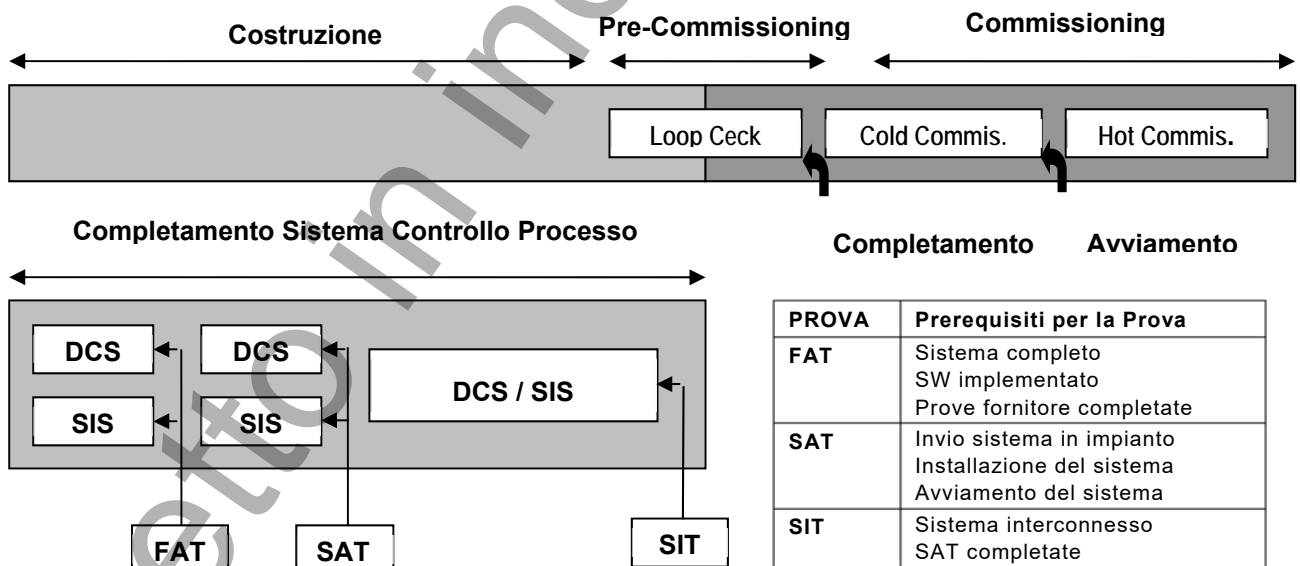 Costruzione
Pre-Commissioning
Commissioning
Loop Ceck
Cold Commis.
Hot Commis.
Completamento Sistema Controllo Processo
Completamento
Avviamento
DCS
DCS
SIS
SIS
DCS / SIS
FAT
SAT
SIT
PROVA Prerequisiti per la Prova
FAT Sistema completo
SW implementato
Prove fornitore completate
SAT Invio sistema in impianto
Installazione del sistema
Avviamento del sistema
SIT Sistema interconnesso
SAT completate